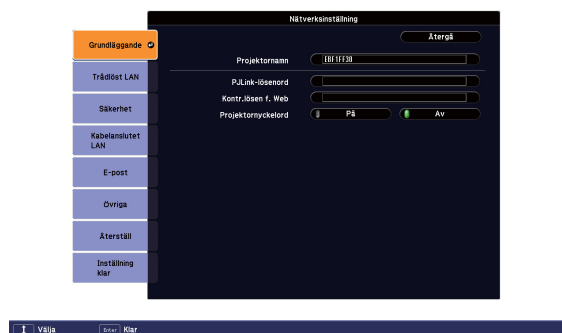 Nätverksinställning
Återgå
Grundläggande
Trådlöst LAN
Säkerhet
Kabelanslutet
LAN
E-post
Övriga
Återställ
Inställning
klar
Projektornamn EBF1FF30
PJLink-lösenord
Kontr.lösen f. Web
Projektornyckelord På Av
Välja Enter Klar